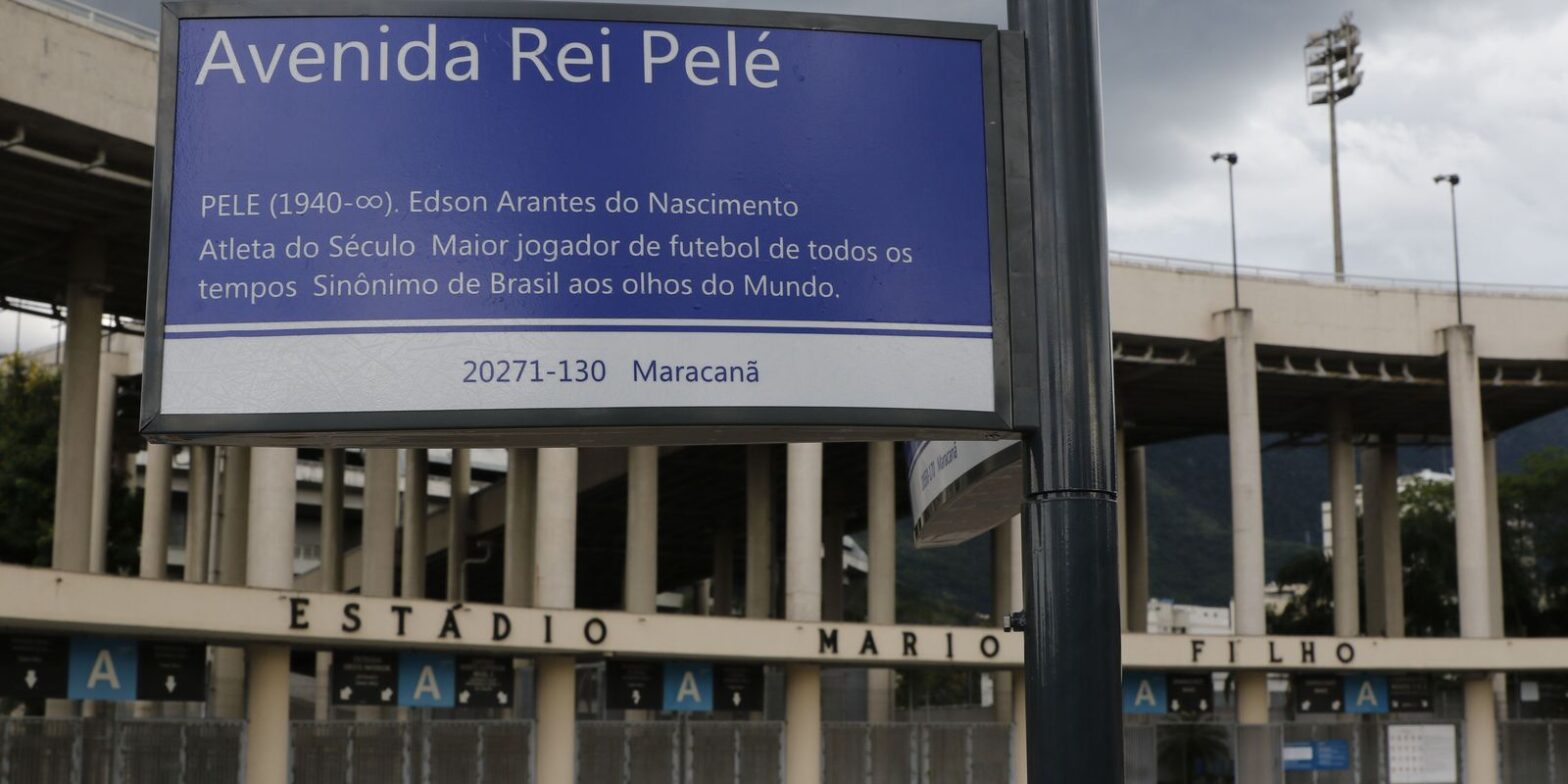 Avenida Rei Pelé
PELE (1940-∞). Edson Arantes do Nascimento
Atleta do Século Maior jogador de futebol de todos os
tempos Sinônimo de Brasil aos olhos do Mundo.
20271-130 Maracanã
Maracanã
ESTÁDIO MARIO FILHO
A
A
A
A
A